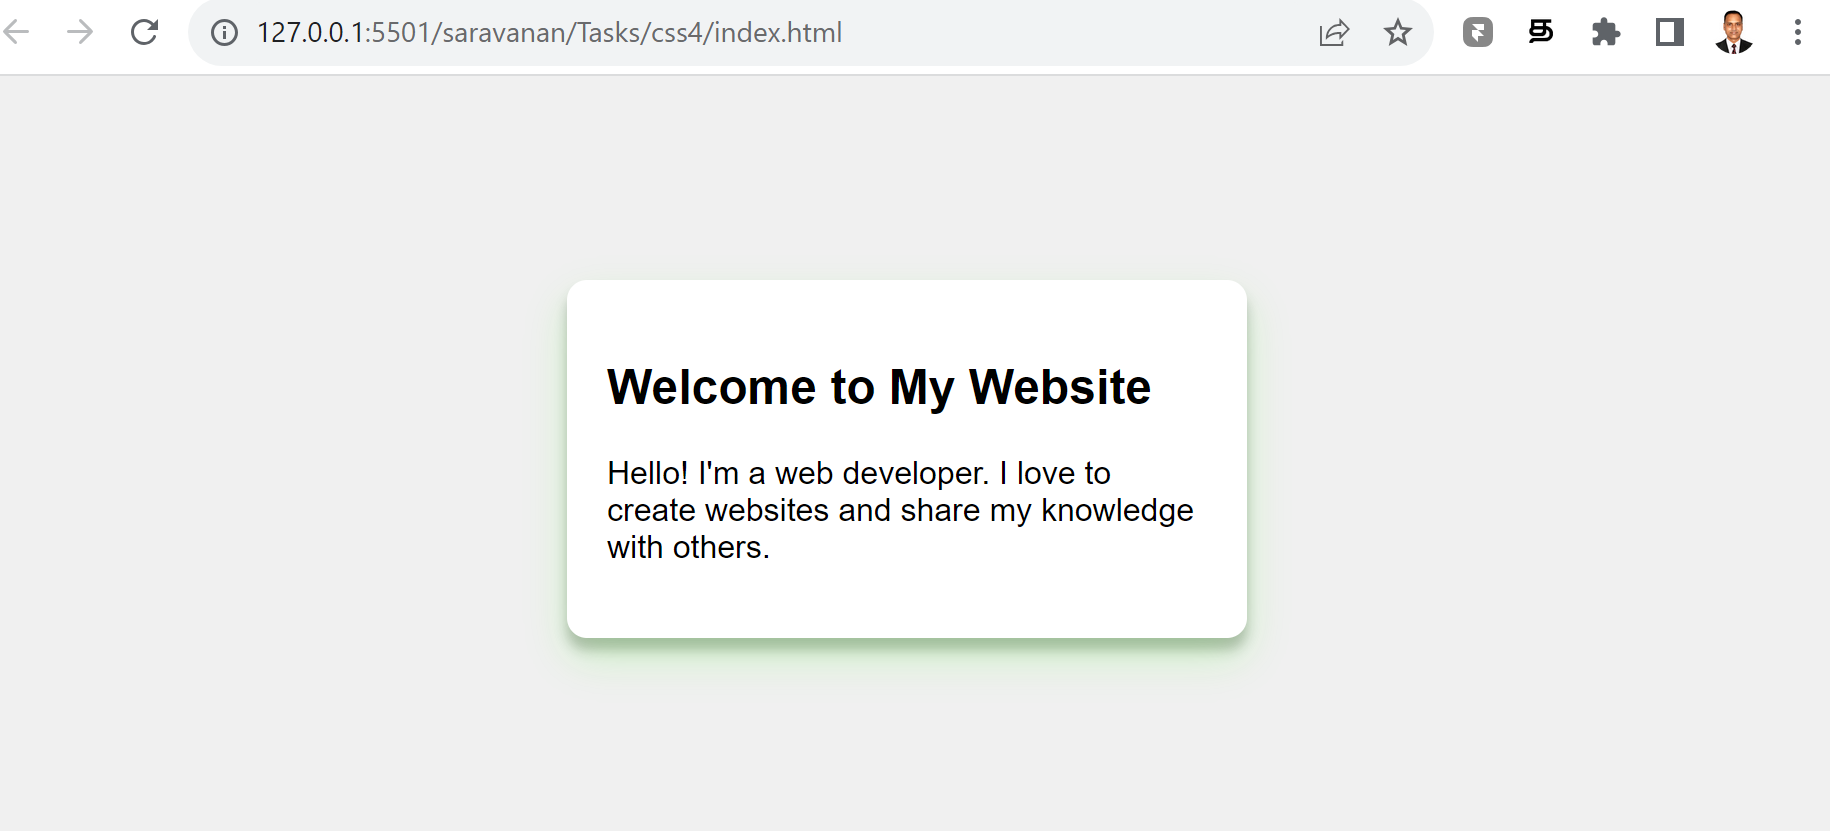 127.0.0.1:5501/saravanan/Tasks/css4/index.html
த
Welcome to My Website
Hello! I'm a web developer. I love to
create websites and share my knowledge
with others.